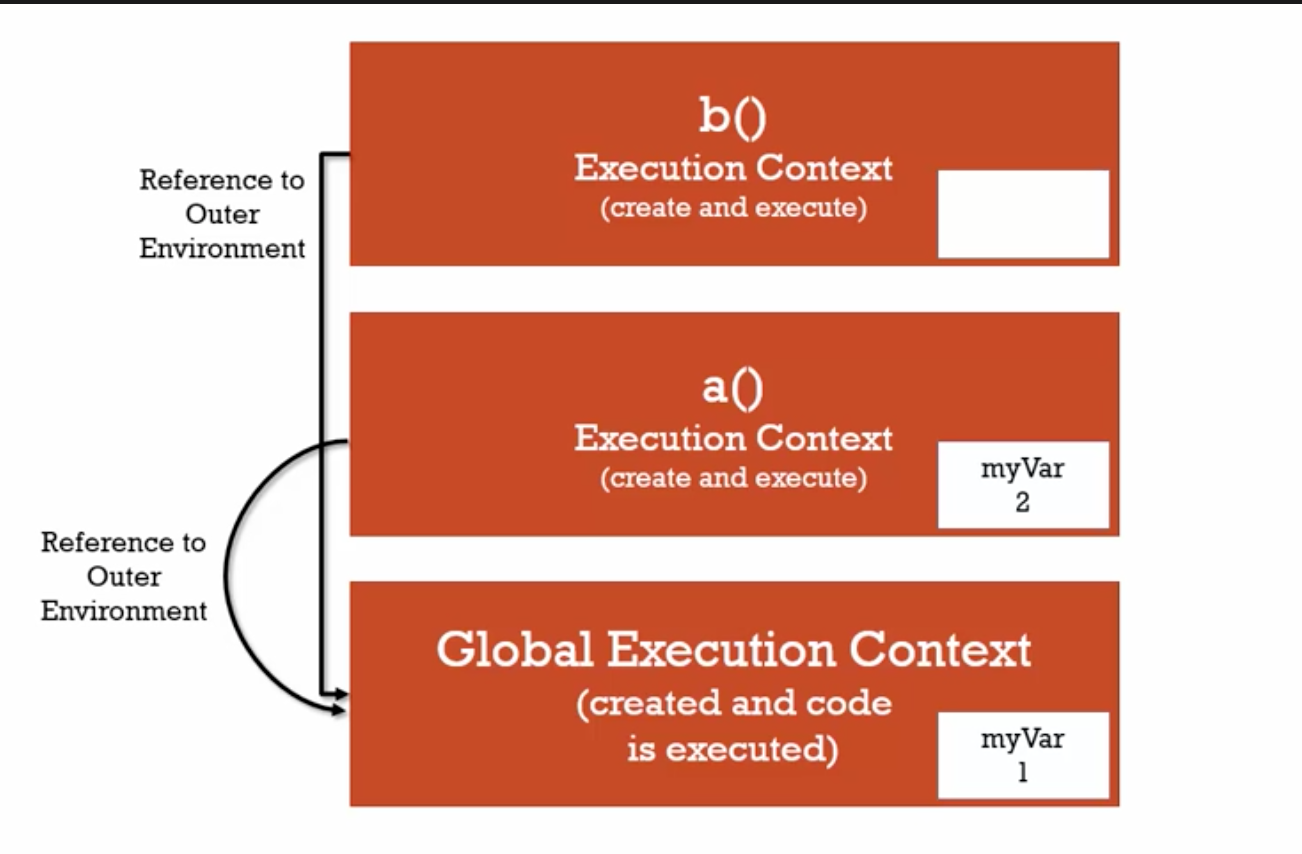 b()
Execution Context
(create and execute)
Reference to
Outer
Environment
a()
Execution Context
(create and execute)
myVar
2
Reference to
Outer
Environment
Global Execution Context
(created and code
is executed)
myVar
1